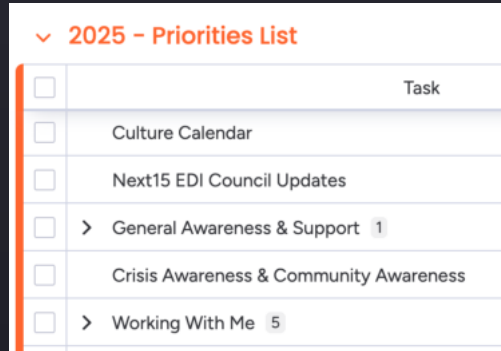 2025 - Priorities List
Task
Culture Calendar
Next15 EDI Council Updates
General Awareness & Support 1
Crisis Awareness & Community Awareness
Working With Me 5